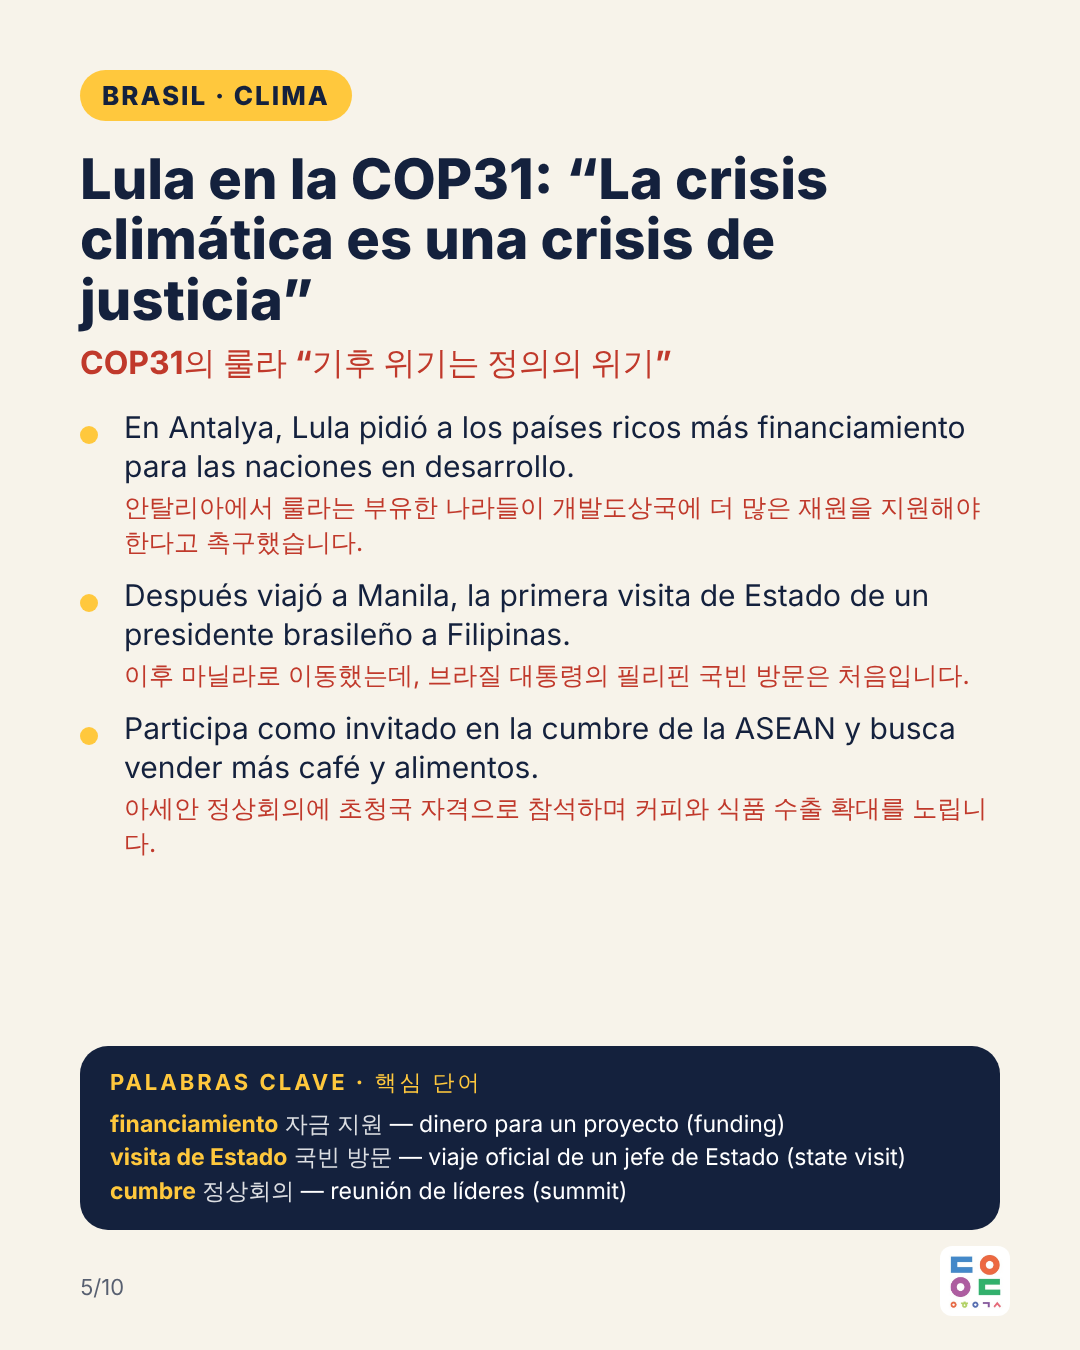 BRASIL · CLIMA
Lula en la COP31: “La crisis
climática es una crisis de
justicia”
COP31의 룰라 “기후 위기는 정의의 위기”
En Antalya, Lula pidió a los países ricos más financiamiento
para las naciones en desarrollo.
안탈리아에서 룰라는 부유한 나라들이 개발도상국에 더 많은 재원을 지원해야
한다고 촉구했습니다.
Después viajó a Manila, la primera visita de Estado de un
presidente brasileño a Filipinas.
이후 마닐라로 이동했는데, 브라질 대통령의 필리핀 국빈 방문은 처음입니다.
Participa como invitado en la cumbre de la ASEAN y busca
vender más café y alimentos.
아세안 정상회의에 초청국 자격으로 참석하며 커피와 식품 수출 확대를 노립니
다.
PALABRAS CLAVE · 핵심 단어
financiamiento 자금 지원 — dinero para un proyecto (funding)
visita de Estado 국빈 방문 — viaje oficial de un jefe de Estado (state visit)
cumbre 정상회의 — reunión de líderes (summit)
5/10